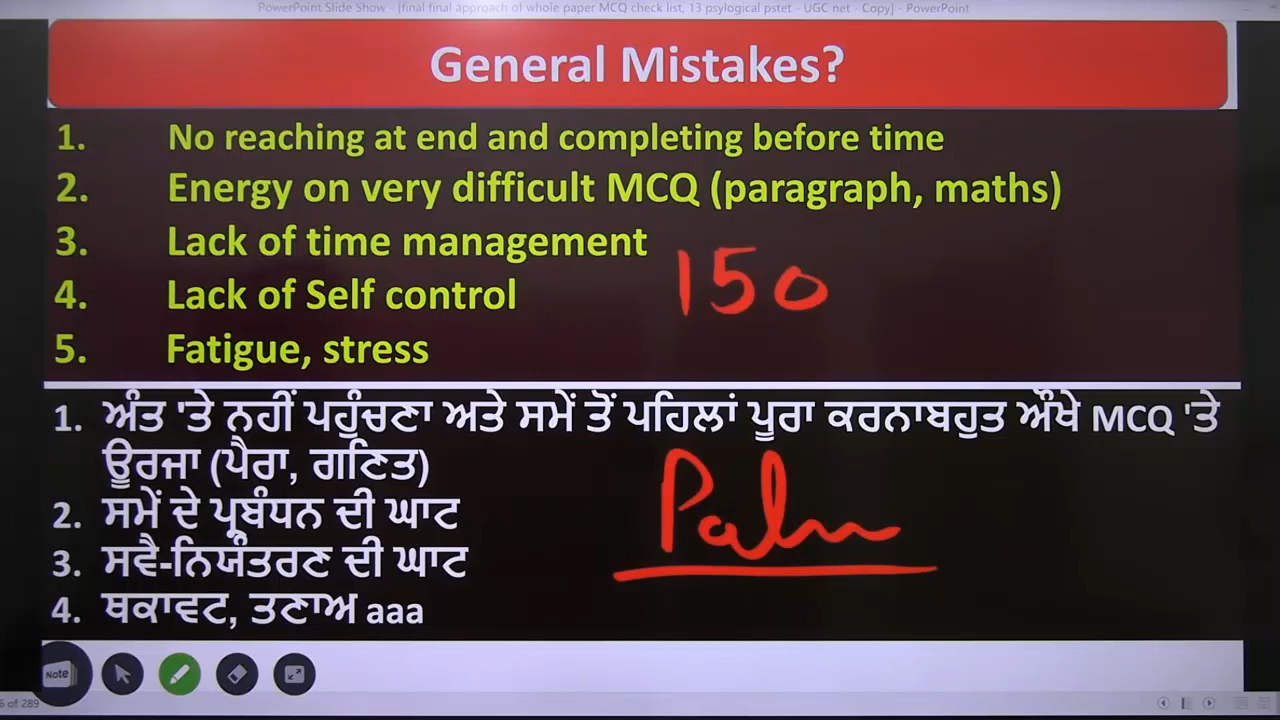 PowerPoint Slide Show - [final final approach of whole paper MCQ check list, 13 psylogical pstet - UGC net - Copy] - PowerPoint
General Mistakes?
1. No reaching at end and completing before time
2. Energy on very difficult MCQ (paragraph, maths)
3. Lack of time management
150
4. Lack of Self control
5. Fatigue, stress
1. ਅੰਤ 'ਤੇ ਨਹੀਂ ਪਹੁੰਚਣਾ ਅਤੇ ਸਮੇਂ ਤੋਂ ਪਹਿਲਾਂ ਪੂਰਾ ਕਰਨਾਬਹੁਤ ਔਖੇ MCQ 'ਤੇ
ਊਰਜਾ (ਪੈਰਾ, ਗਣਿਤ)
2. ਸਮੇਂ ਦੇ ਪ੍ਰਬੰਧਨ ਦੀ ਘਾਟ
3. ਸਵੈ-ਨਿਯੰਤਰਣ ਦੀ ਘਾਟ
4. ਥਕਾਵਟ, ਤਣਾਅ aaa
Note
of 289